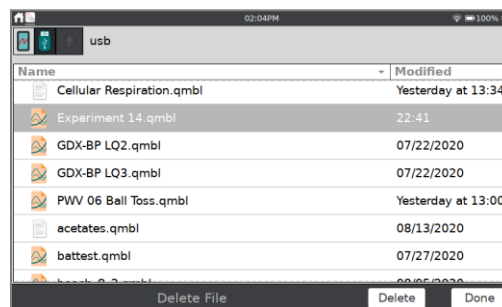 02:04PM 100%
usb
Name Modified
Cellular Respiration.qmbl Yesterday at 13:34
Experiment 14.qmbl 22:41
GDX-BP LQ2.qmbl 07/22/2020
GDX-BP LQ3.qmbl 07/22/2020
PWV 06 Ball Toss.qmbl Yesterday at 13:00
acetates.qmbl 08/13/2020
battest.qmbl 07/27/2020
Delete File Delete Done